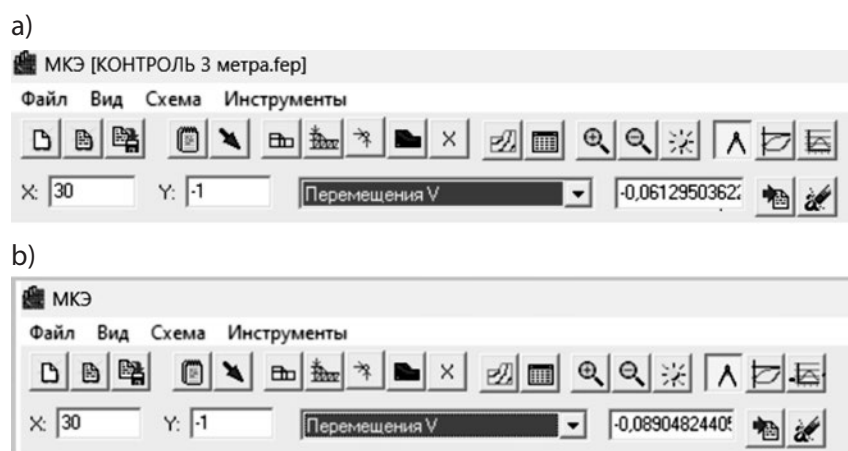 a)
МКЭ [КОНТРОЛЬ 3 метра.fep]
Файл Вид Схема Инструменты
X: 30 Y: -1 Перемещения V -0,06129503622
b)
МКЭ
Файл Вид Схема Инструменты
X: 30 Y: -1 Перемещения V -0,0890482440